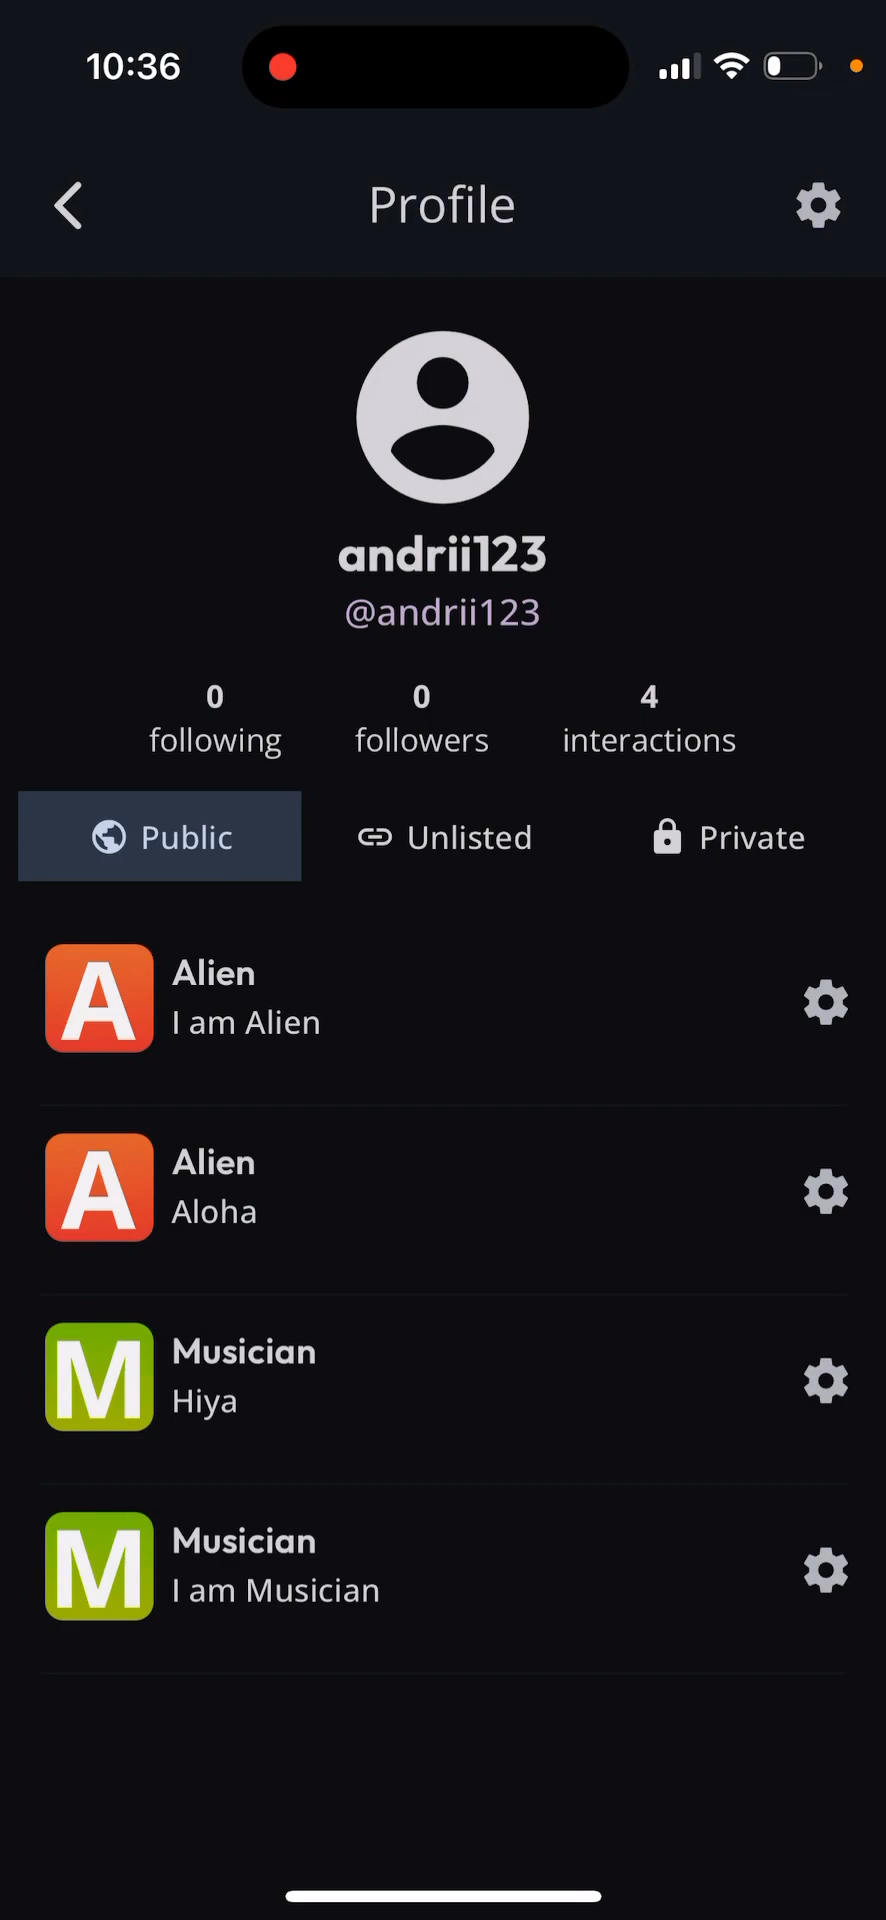 10:36
Profile
andrii123
@andrii123
0 0 4
following followers interactions
Public Unlisted Private
A Alien
I am Alien
A Alien
Aloha
M Musician
Hiya
M Musician
I am Musician